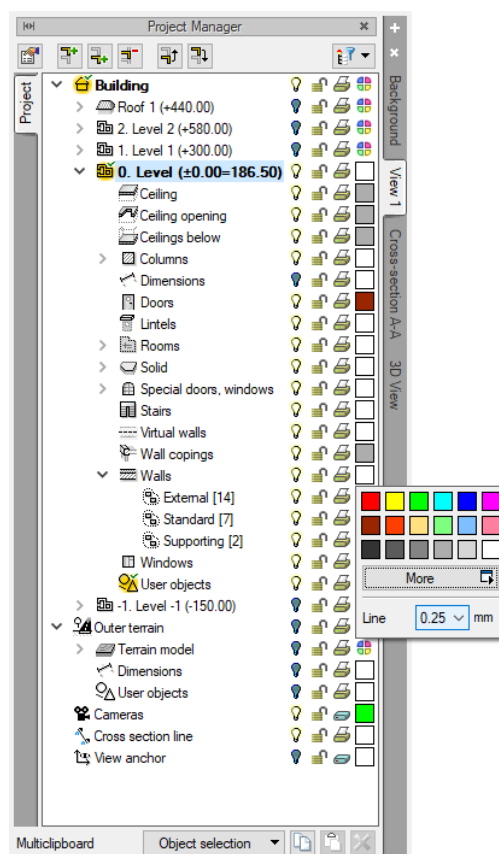 Project Manager
Project
Building
Roof 1 (+440.00)
2. Level 2 (+580.00)
1. Level 1 (+300.00)
0. Level (±0.00=186.50)
Ceiling
Ceiling opening
Ceilings below
Columns
Dimensions
Doors
Lintels
Rooms
Solid
Special doors, windows
Stairs
Virtual walls
Wall copings
Walls
External [14]
Standard [7]
Supporting [2]
Windows
User objects
-1. Level -1 (-150.00)
Outer terrain
Terrain model
Dimensions
User objects
Cameras
Cross section line
View anchor
Background
View 1
Cross-section A-A
3D View
More
Line 0.25 mm
Multiclipboard Object selection